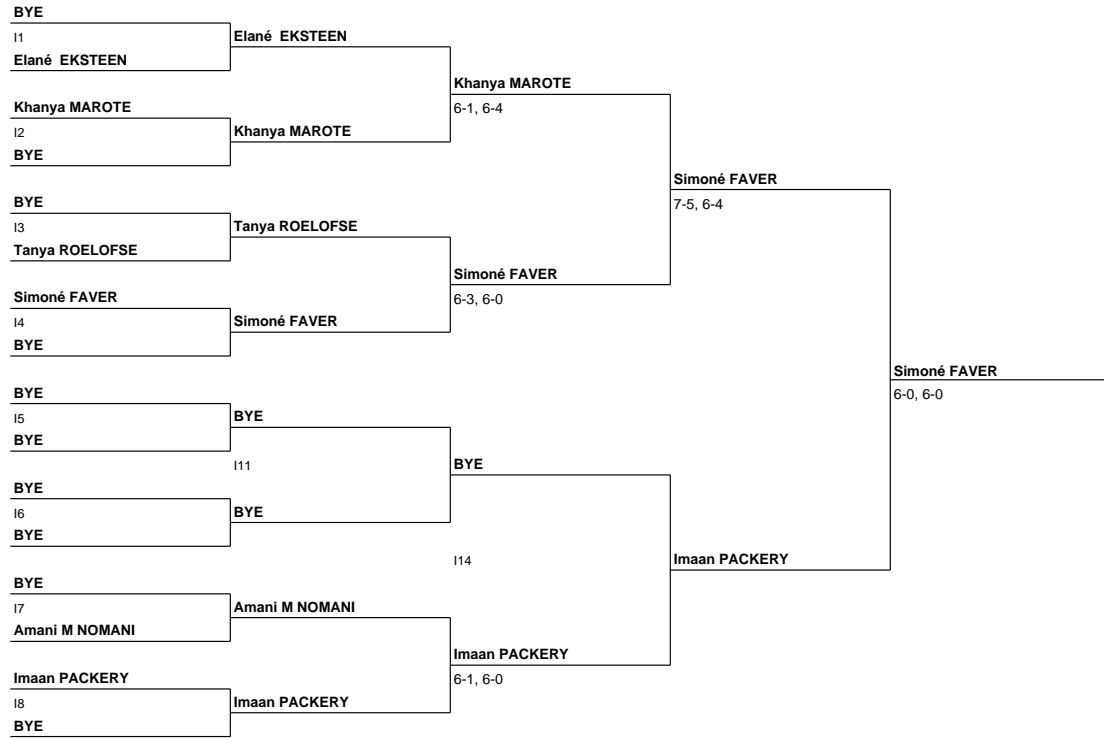 BYE
I1
Elané  EKSTEEN
Elané  EKSTEEN
Khanya MAROTE
6-1, 6-4
Khanya MAROTE
I2
Khanya MAROTE
BYE
Simoné FAVER
7-5, 6-4
BYE
I3
Tanya ROELOFSE
Tanya ROELOFSE
Simoné FAVER
6-3, 6-0
Simoné FAVER
I4
Simoné FAVER
BYE
Simoné FAVER
6-0, 6-0
BYE
I5
BYE
BYE
I11
BYE
BYE
I6
BYE
BYE
I14
Imaan PACKERY
BYE
I7
Amani M NOMANI
Amani M NOMANI
Imaan PACKERY
6-1, 6-0
Imaan PACKERY
I8
Imaan PACKERY
BYE